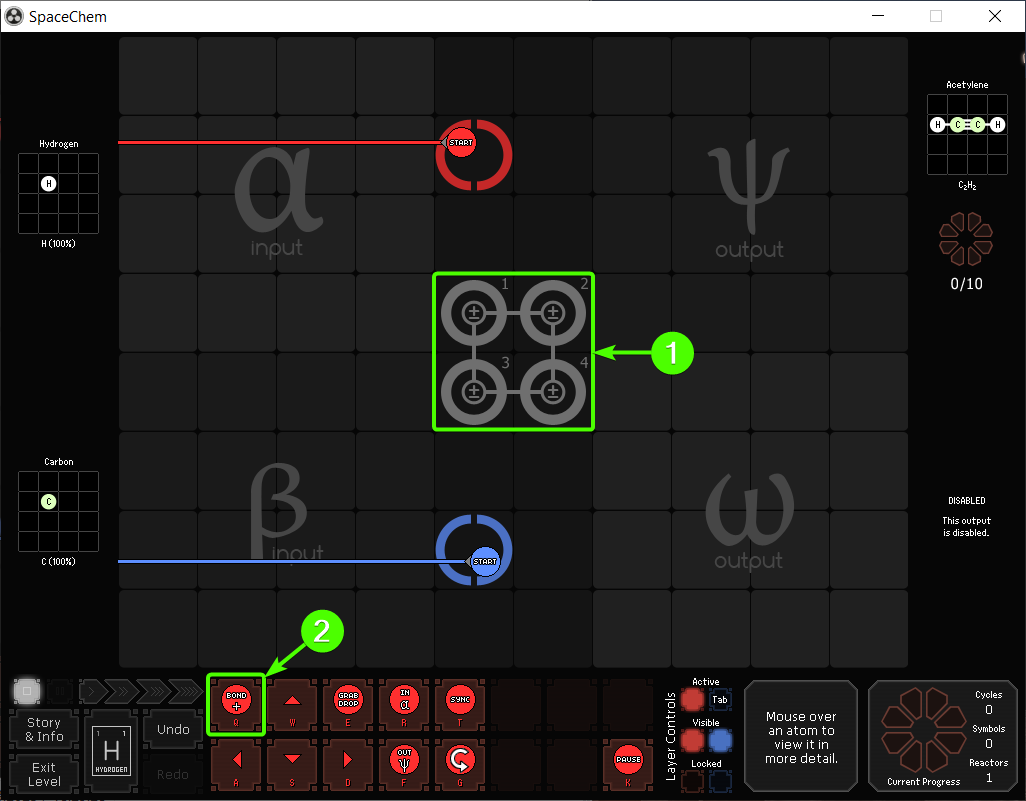 SpaceChem
Acetylene
H C C H
C₂H₂
0/10
Hydrogen
H
H (100%)
START
α
input
ψ
output
1
2
3
4
±
±
±
±
1
Carbon
C
C (100%)
β
input
START
ω
output
DISABLED
This output
is disabled.
2
Story
& Info
Exit
Level
1 1
H
HYDROGEN
Undo
Redo
BOND
+
Q
W
GRAB
DROP
E
IN
α
R
SYNC
T
A
S
D
OUT
ψ
F
G
PAUSE
K
Layer Controls
Active
Tab
Visible
Locked
Mouse over
an atom to
view it in
more detail.
Cycles
0
Symbols
0
Reactors
1
Current Progress